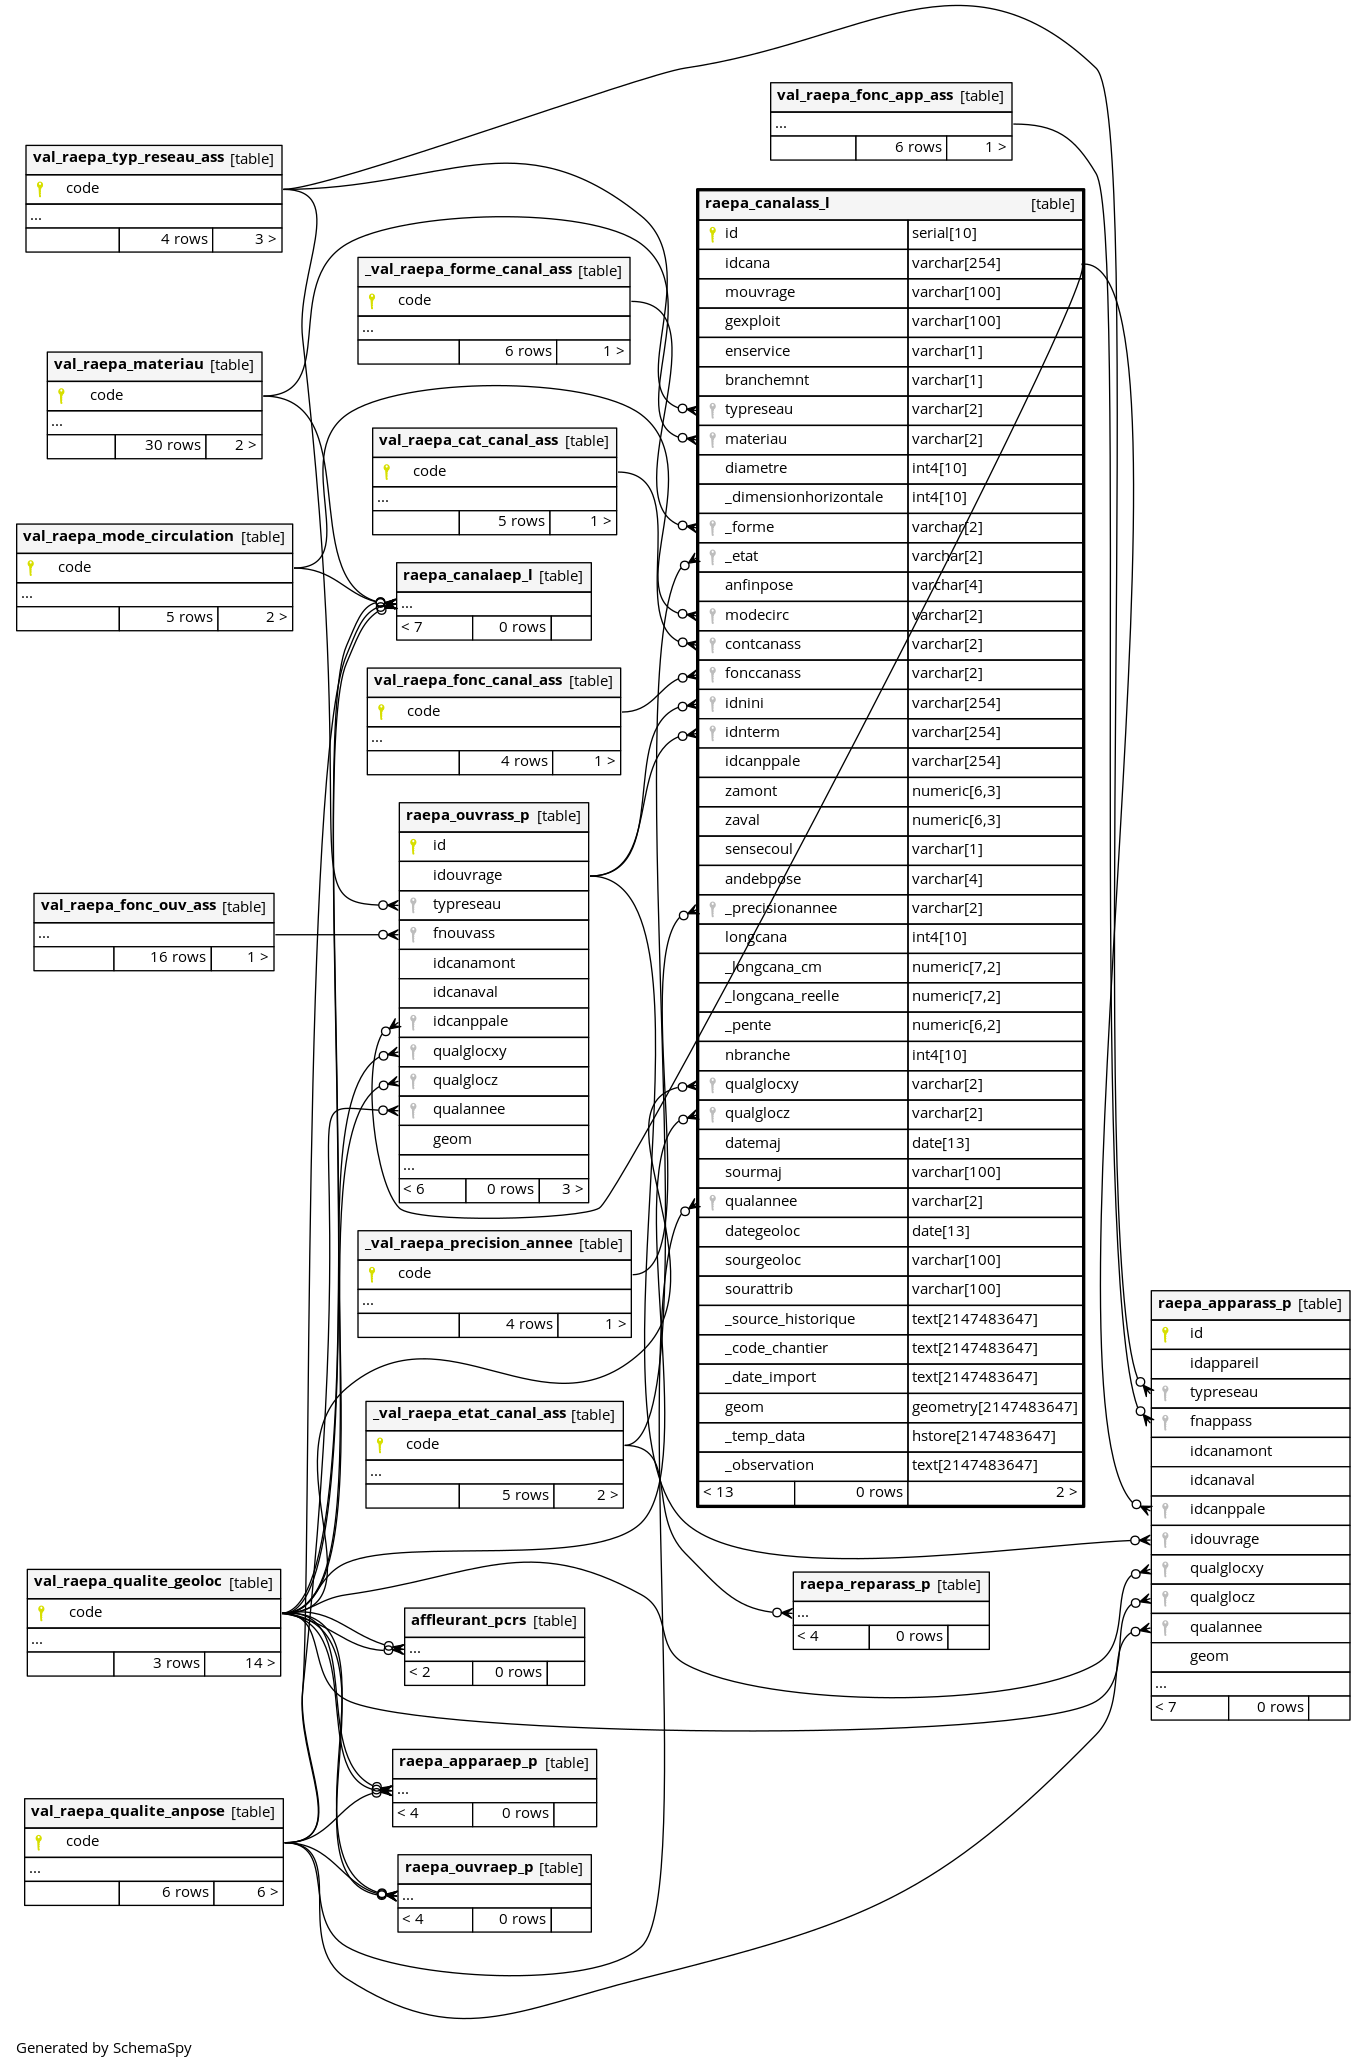 val_raepa_fonc_app_ass [table]
...
6 rows 1 >
val_raepa_typ_reseau_ass [table]
code
...
4 rows 3 >
_val_raepa_forme_canal_ass [table]
code
...
6 rows 1 >
val_raepa_materiau [table]
code
...
30 rows 2 >
val_raepa_cat_canal_ass [table]
code
...
5 rows 1 >
val_raepa_mode_circulation [table]
code
...
5 rows 2 >
raepa_canalaep_l [table]
...
< 7 0 rows
val_raepa_fonc_canal_ass [table]
code
...
4 rows 1 >
raepa_ouvrass_p [table]
id
idouvrage
typreseau
fnouvass
idcanamont
idcanaval
idcanppale
qualglocxy
qualglocz
qualannee
geom
...
< 6 0 rows 3 >
val_raepa_fonc_ouv_ass [table]
...
16 rows 1 >
_val_raepa_precision_annee [table]
code
...
4 rows 1 >
_val_raepa_etat_canal_ass [table]
code
...
5 rows 2 >
raepa_canalass_l [table]
id serial[10]
idcana varchar[254]
mouvrage varchar[100]
gexploit varchar[100]
enservice varchar[1]
branchemnt varchar[1]
typreseau varchar[2]
materiau varchar[2]
diametre int4[10]
_dimensionhorizontale int4[10]
_forme varchar[2]
_etat varchar[2]
anfinpose varchar[4]
modecirc varchar[2]
contcanass varchar[2]
fonccanass varchar[2]
idnini varchar[254]
idnterm varchar[254]
idcanppale varchar[254]
zamont numeric[6,3]
zaval numeric[6,3]
sensecoul varchar[1]
andebpose varchar[4]
_precisionannee varchar[2]
longcana int4[10]
_longcana_cm numeric[7,2]
_longcana_reelle numeric[7,2]
_pente numeric[6,2]
nbranche int4[10]
qualglocxy varchar[2]
qualglocz varchar[2]
datemaj date[13]
sourmaj varchar[100]
qualannee varchar[2]
dategeoloc date[13]
sourgeoloc varchar[100]
sourattrib varchar[100]
_source_historique text[2147483647]
_code_chantier text[2147483647]
_date_import text[2147483647]
geom geometry[2147483647]
_temp_data hstore[2147483647]
_observation text[2147483647]
< 13 0 rows 2 >
raepa_apparass_p [table]
id
idappareil
typreseau
fnappass
idcanamont
idcanaval
idcanppale
idouvrage
qualglocxy
qualglocz
qualannee
geom
...
< 7 0 rows
val_raepa_qualite_geoloc [table]
code
...
3 rows 14 >
affleurant_pcrs [table]
...
< 2 0 rows
raepa_reparass_p [table]
...
< 4 0 rows
raepa_apparaep_p [table]
...
< 4 0 rows
val_raepa_qualite_anpose [table]
code
...
6 rows 6 >
raepa_ouvraep_p [table]
...
< 4 0 rows
Generated by SchemaSpy